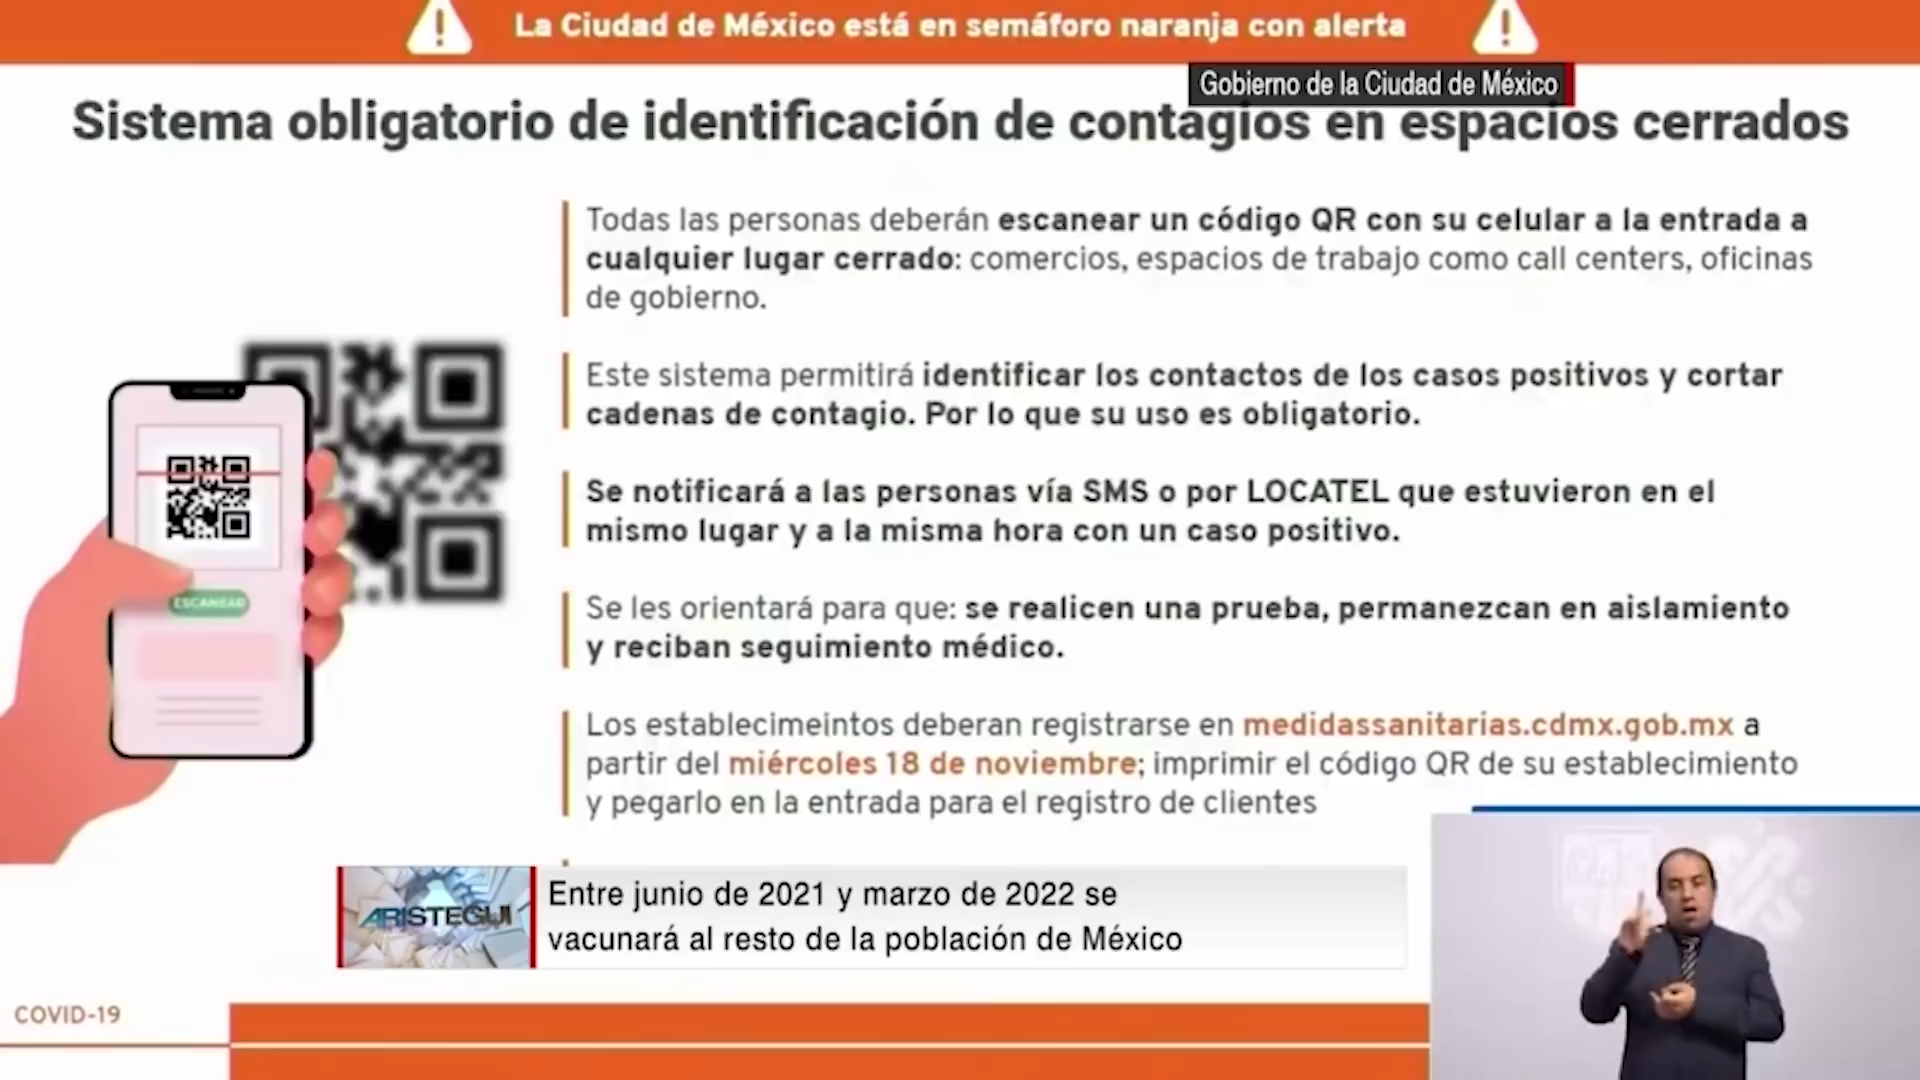 La Ciudad de México está en semáforo naranja con alerta
Gobierno de la Ciudad de México
Sistema obligatorio de identificación de contagios en espacios cerrados
Todas las personas deberán escanear un código QR con su celular a la entrada a
cualquier lugar cerrado: comercios, espacios de trabajo como call centers, oficinas
de gobierno.
Este sistema permitirá identificar los contactos de los casos positivos y cortar
cadenas de contagio. Por lo que su uso es obligatorio.
Se notificará a las personas vía SMS o por LOCATEL que estuvieron en el
mismo lugar y a la misma hora con un caso positivo.
ESCANEAR
Se les orientará para que: se realicen una prueba, permanezcan en aislamiento
y reciban seguimiento médico.
Los establecimeintos deberan registrarse en medidassanitarias.cdmx.gob.mx a
partir del miércoles 18 de noviembre; imprimir el código QR de su establecimiento
y pegarlo en la entrada para el registro de clientes
ARISTEGUI
Entre junio de 2021 y marzo de 2022 se
vacunará al resto de la población de México
COVID-19